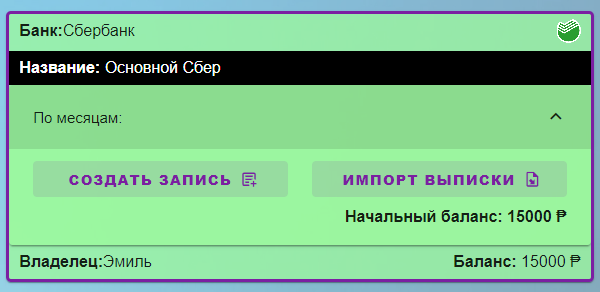 Банк:Сбербанк
Название: Основной Сбер
По месяцам:
СОЗДАТЬ ЗАПИСЬ ИМПОРТ ВЫПИСКИ
Начальный баланс: 15000 ₽
Владелец:Эмиль Баланс: 15000 ₽